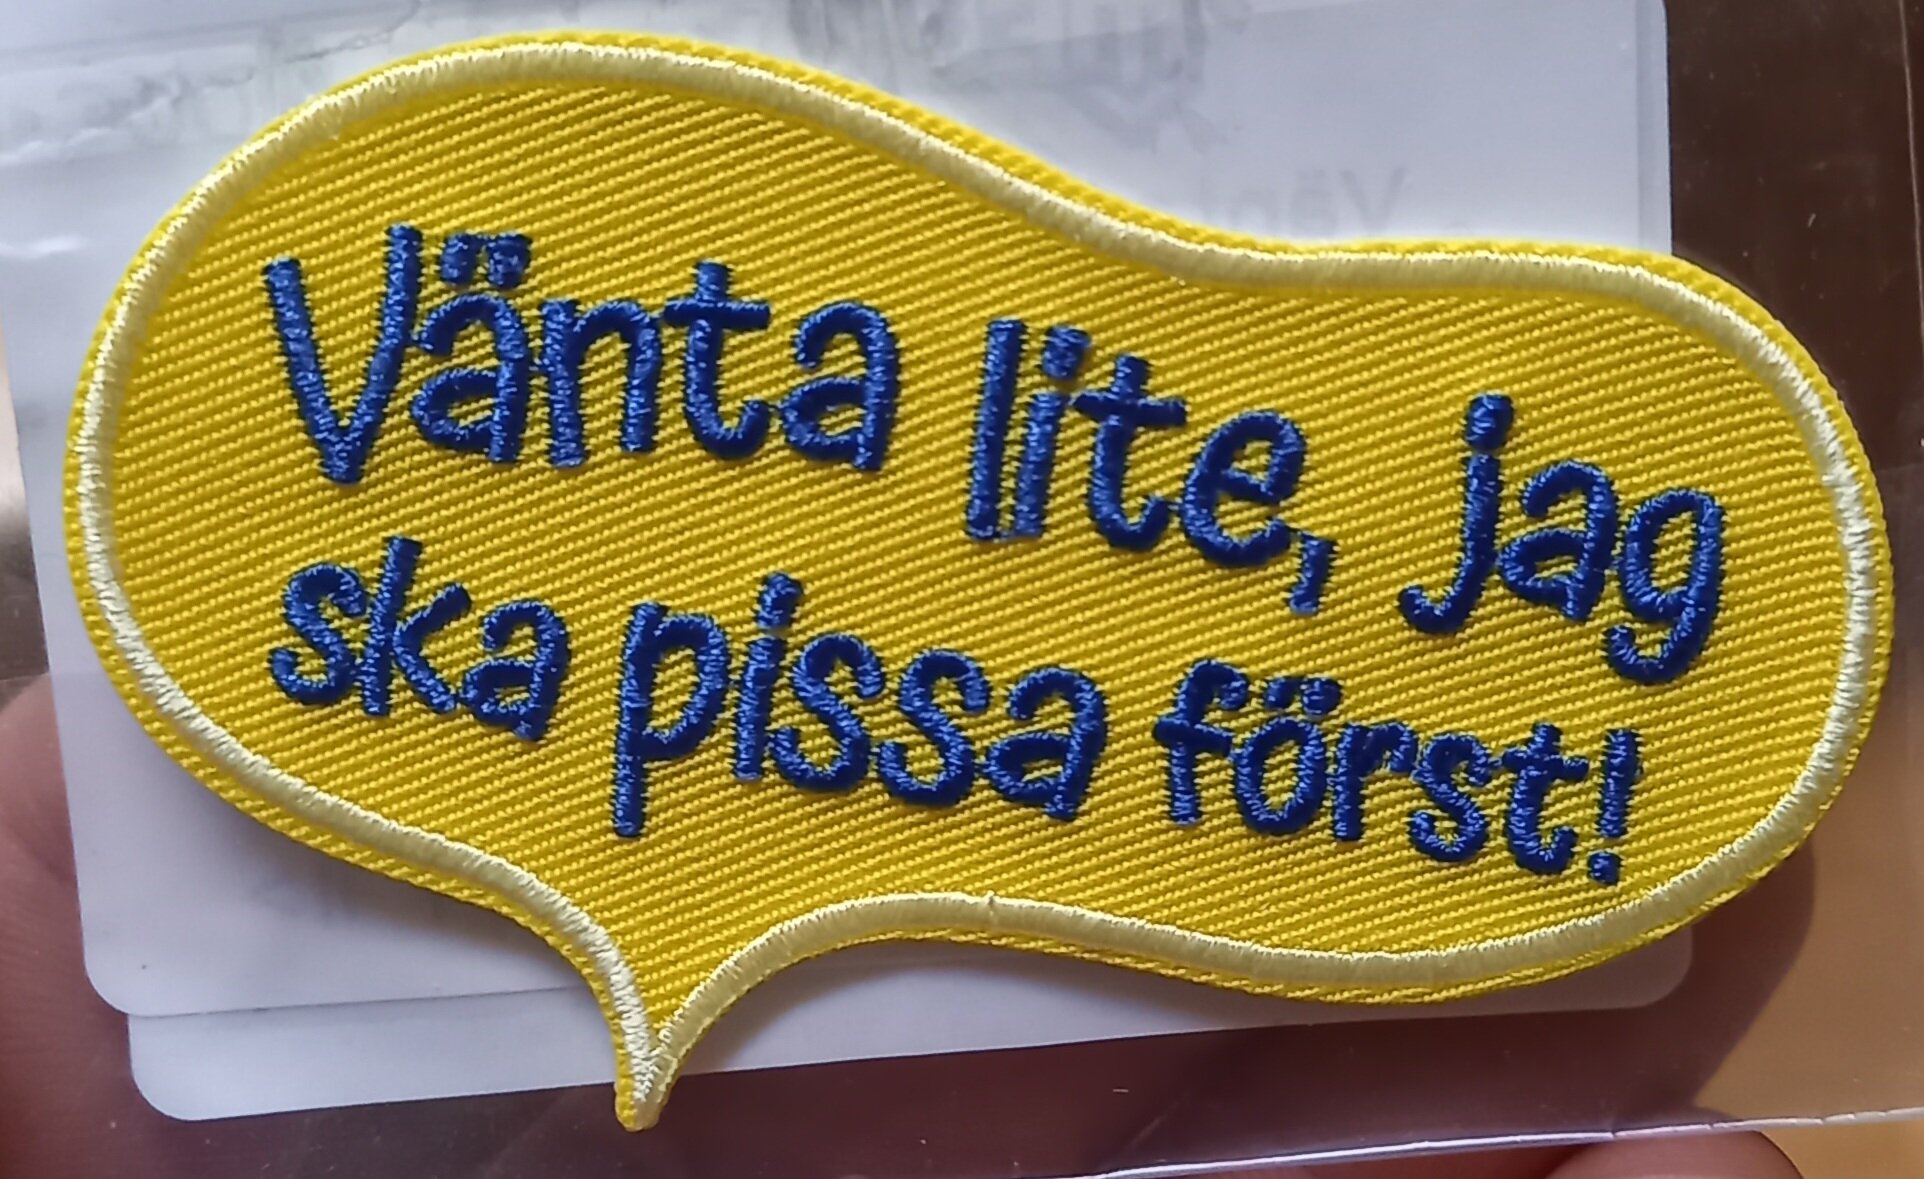 Vänta lite, jag
ska pissa först!